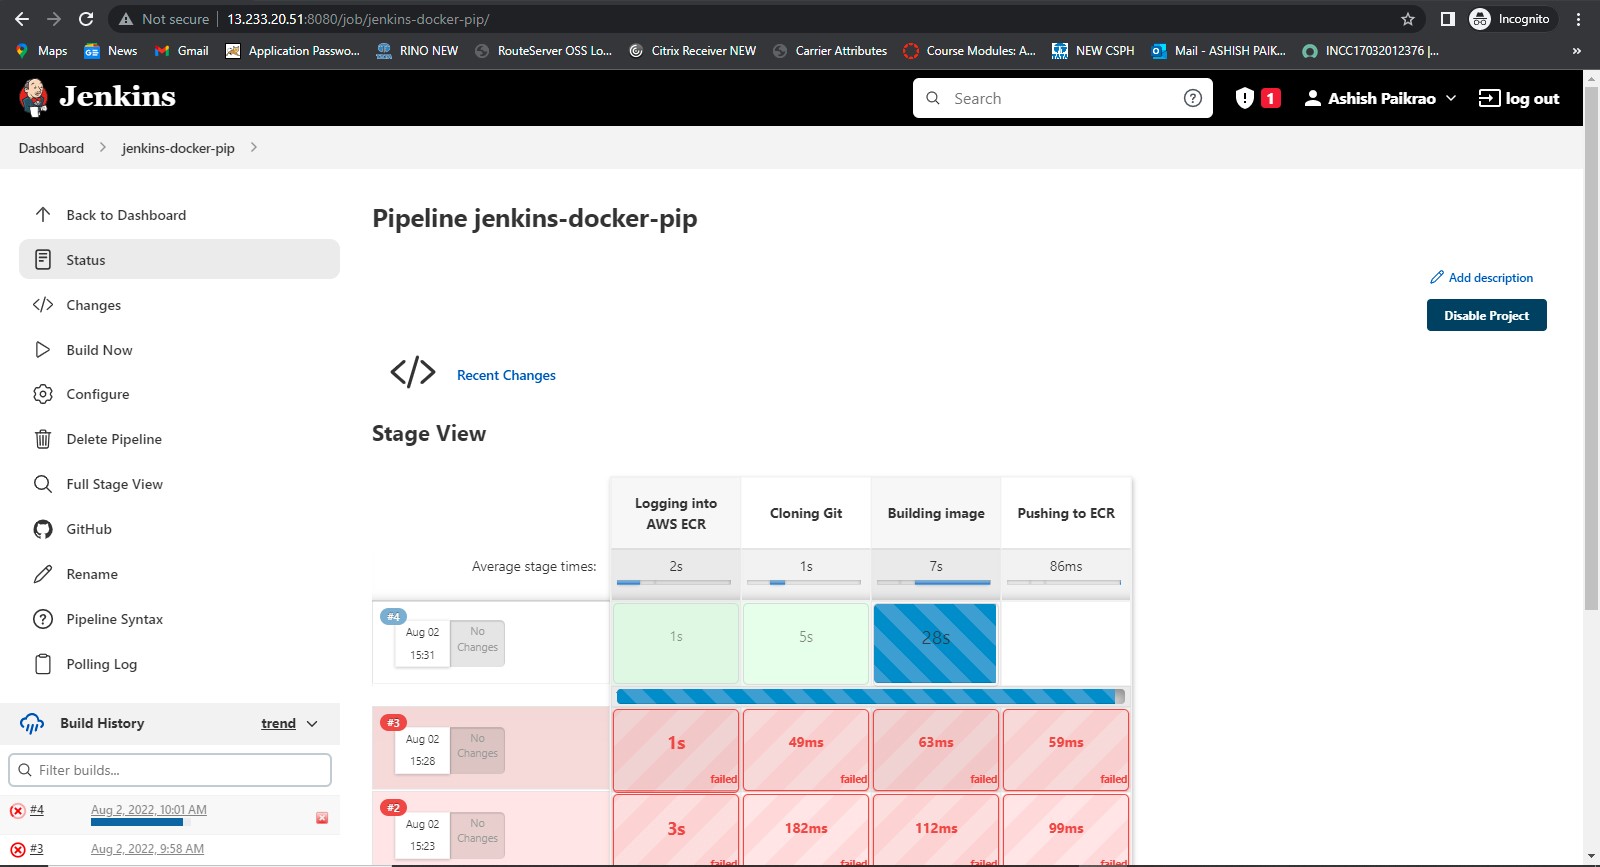 Not secure 13.233.20.51:8080/job/jenkins-docker-pip/
Incognito
Maps News Gmail Application Passwo... RINO NEW RouteServer OSS Lo... Citrix Receiver NEW Carrier Attributes Course Modules: A... NEW CSPH Mail - ASHISH PAIK... INCC17032012376 |... »
Jenkins
Search
1
Ashish Paikrao
log out
Dashboard
jenkins-docker-pip
Back to Dashboard
Status
Changes
Build Now
Configure
Delete Pipeline
Full Stage View
GitHub
Rename
Pipeline Syntax
Polling Log
Build History
trend
Filter builds...
#4
Aug 2, 2022, 10:01 AM
#3
Aug 2, 2022, 9:58 AM
Pipeline jenkins-docker-pip
Add description
Disable Project
Recent Changes
Stage View
Logging into
AWS ECR
Cloning Git
Building image
Pushing to ECR
Average stage times:
2s
1s
7s
86ms
#4
Aug 02
15:31
No
Changes
1s
5s
28s
#3
Aug 02
15:28
No
Changes
1s
failed
49ms
failed
63ms
failed
59ms
failed
#2
Aug 02
15:23
No
Changes
3s
failed
182ms
failed
112ms
failed
99ms
failed